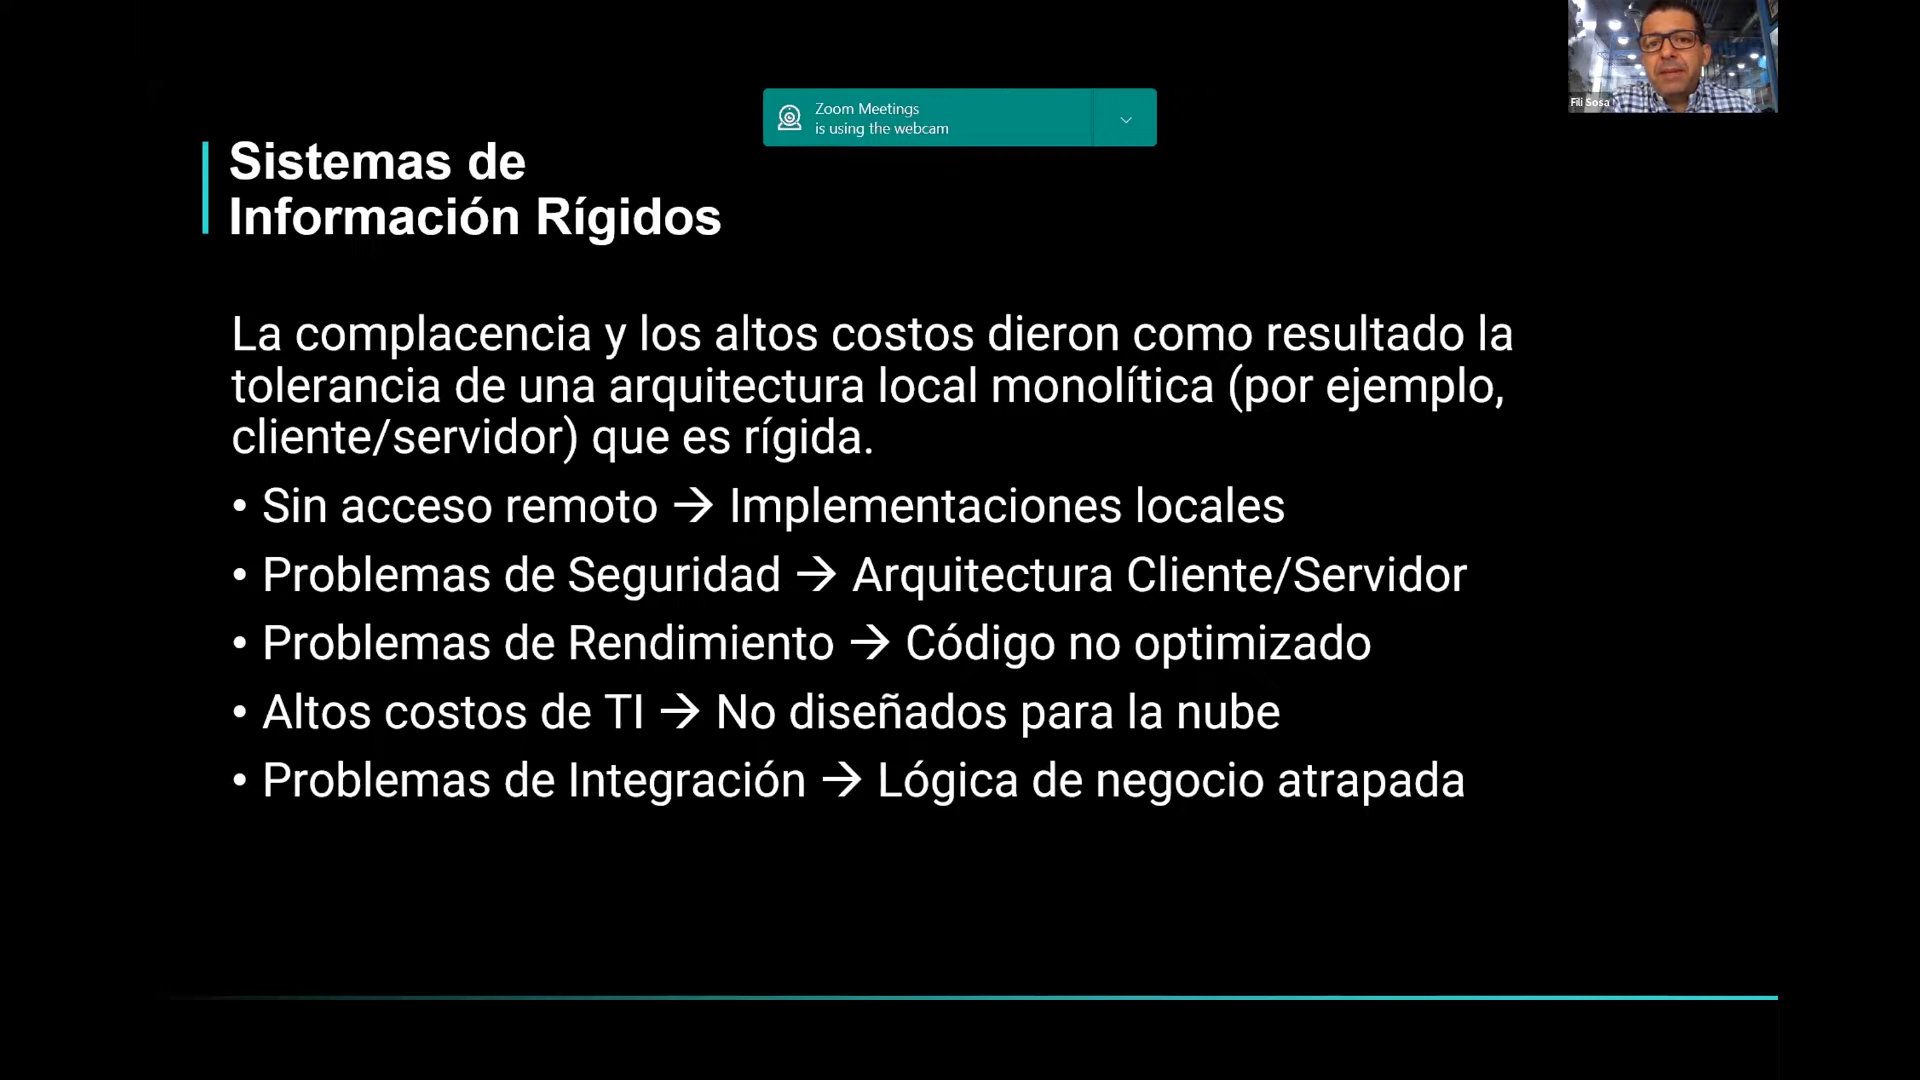 Zoom Meetings
is using the webcam
Fili Sosa
Sistemas de
Información Rígidos
La complacencia y los altos costos dieron como resultado la
tolerancia de una arquitectura local monolítica (por ejemplo,
cliente/servidor) que es rígida.
• Sin acceso remoto → Implementaciones locales
• Problemas de Seguridad → Arquitectura Cliente/Servidor
• Problemas de Rendimiento → Código no optimizado
• Altos costos de TI → No diseñados para la nube
• Problemas de Integración → Lógica de negocio atrapada